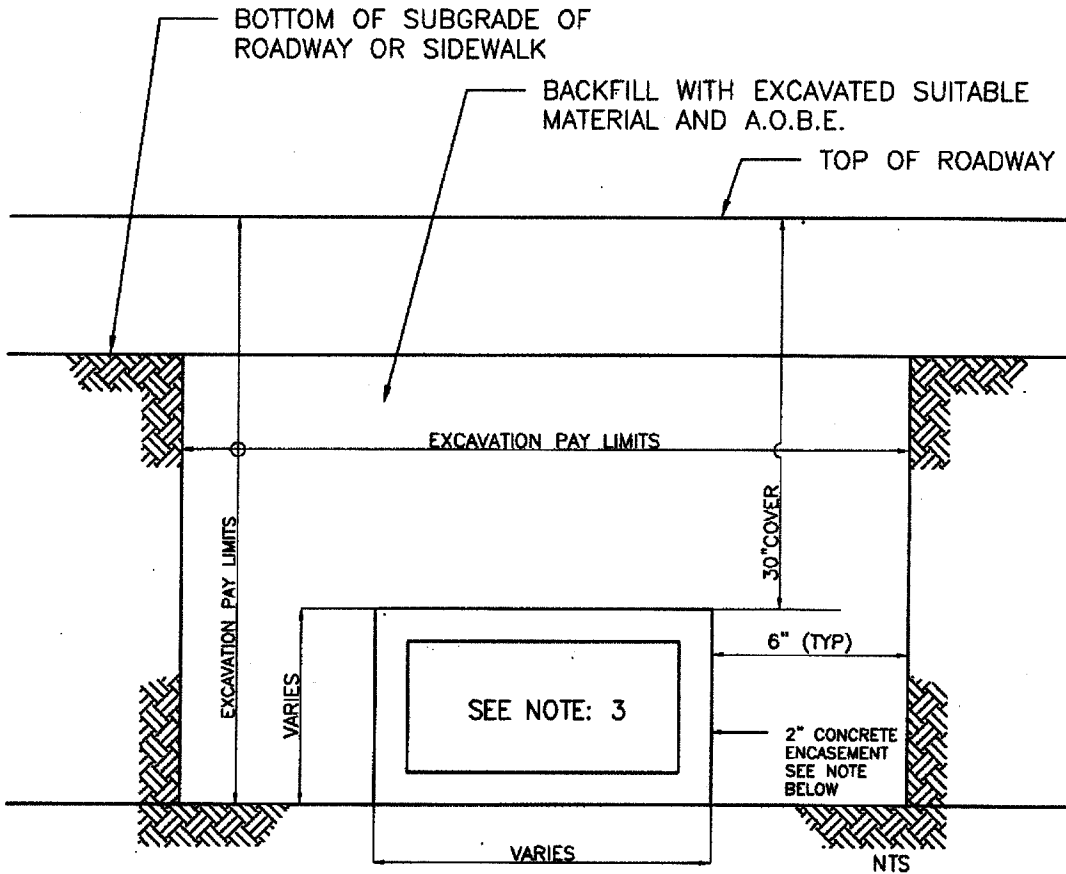 BOTTOM OF SUBGRADE OF
ROADWAY OR SIDEWALK
BACKFILL WITH EXCAVATED SUITABLE
MATERIAL AND A.O.B.E.
TOP OF ROADWAY
EXCAVATION PAY LIMITS
EXCAVATION PAY LIMITS
30" COVER
VARIES
6" (TYP)
SEE NOTE: 3
2" CONCRETE
ENCASEMENT
SEE NOTE
BELOW
VARIES
NTS